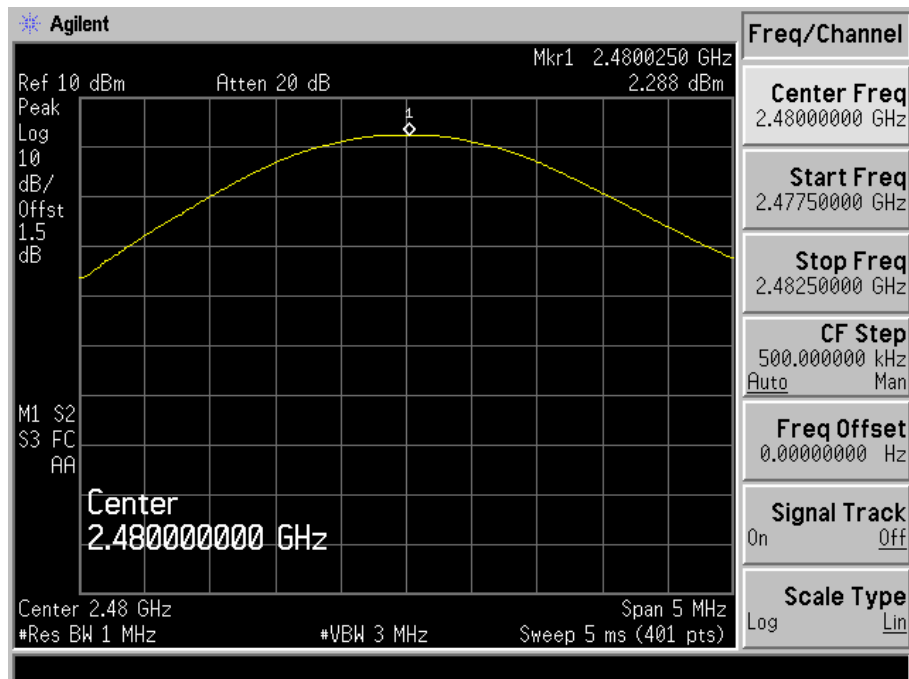 Agilent
Freq/Channel
Mkr1 2.4800250 GHz
Ref 10 dBm Atten 20 dB 2.288 dBm
Peak
Log
10
dB/
Offst
1.5
dB
1
M1 S2
S3 FC
AA
Center
2.480000000 GHz
Center 2.48 GHz Span 5 MHz
#Res BW 1 MHz #VBW 3 MHz Sweep 5 ms (401 pts)
Center Freq
2.48000000 GHz
Start Freq
2.47750000 GHz
Stop Freq
2.48250000 GHz
CF Step
500.000000 kHz
Auto Man
Freq Offset
0.00000000 Hz
Signal Track
On Off
Scale Type
Log Lin